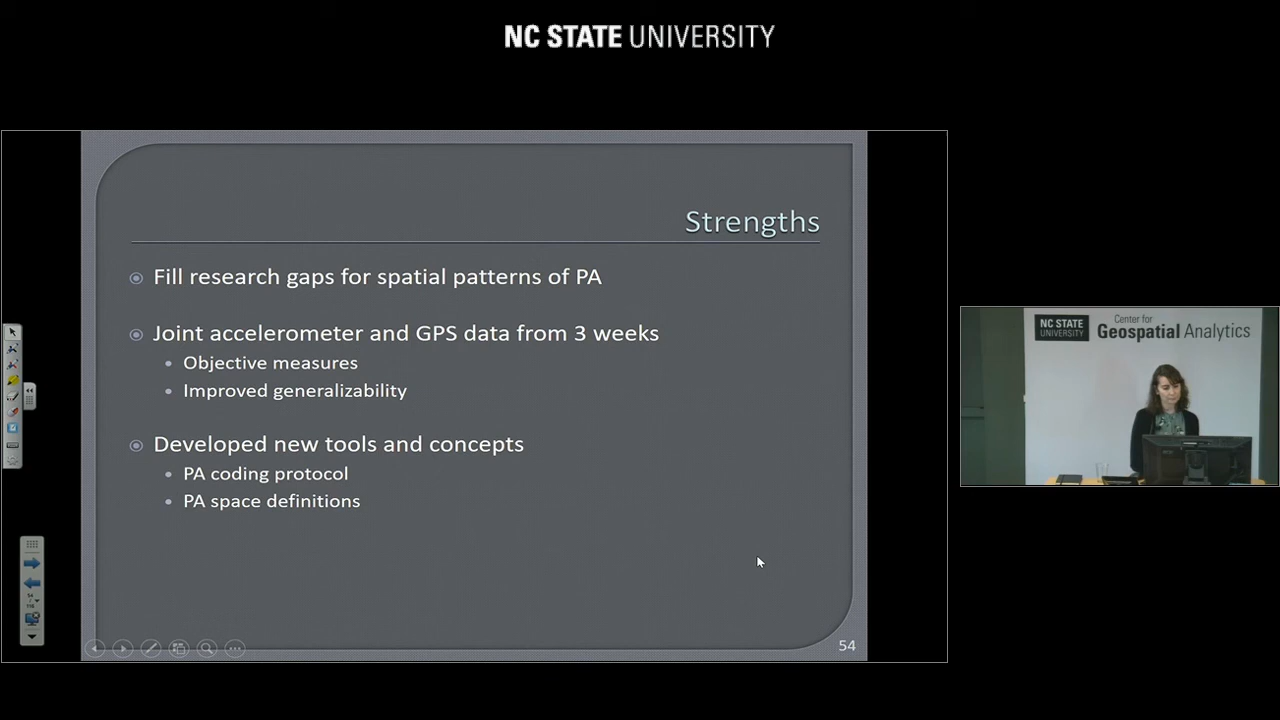 NC STATE UNIVERSITY
Strengths
Fill research gaps for spatial patterns of PA
Joint accelerometer and GPS data from 3 weeks
Objective measures
Improved generalizability
Developed new tools and concepts
PA coding protocol
PA space definitions
54
NC STATE
UNIVERSITY
Center for
Geospatial Analytics